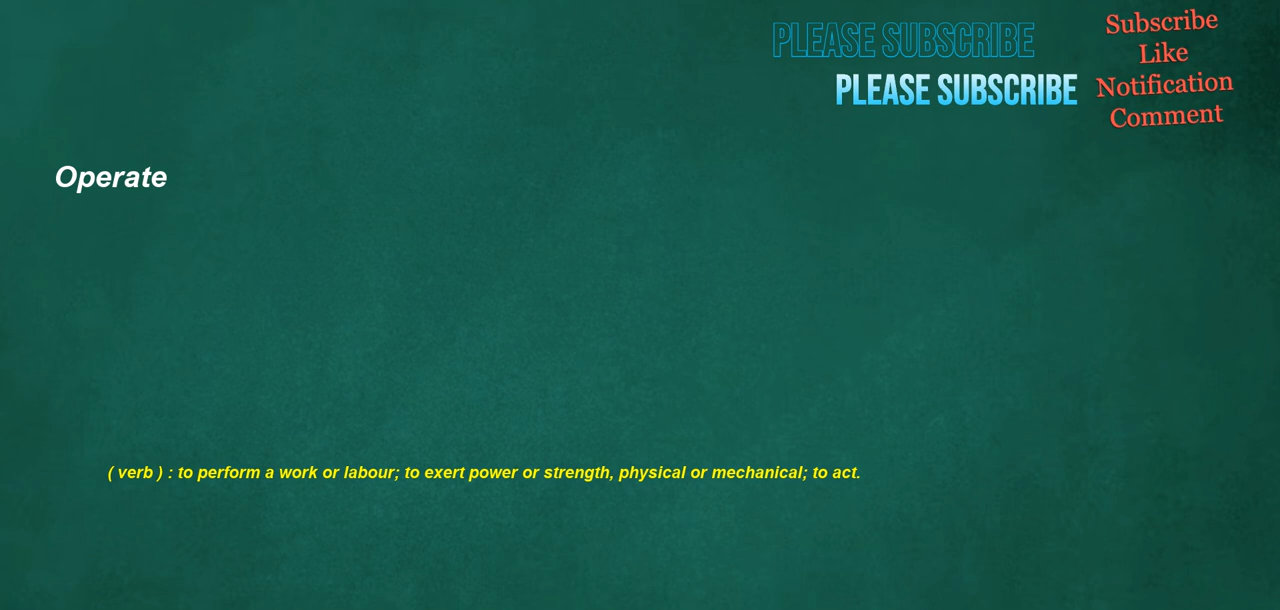 PLEASE SUBSCRIBE
PLEASE SUBSCRIBE
Subscribe
Like
Notification
Comment
Operate
( verb ) : to perform a work or labour; to exert power or strength, physical or mechanical; to act.